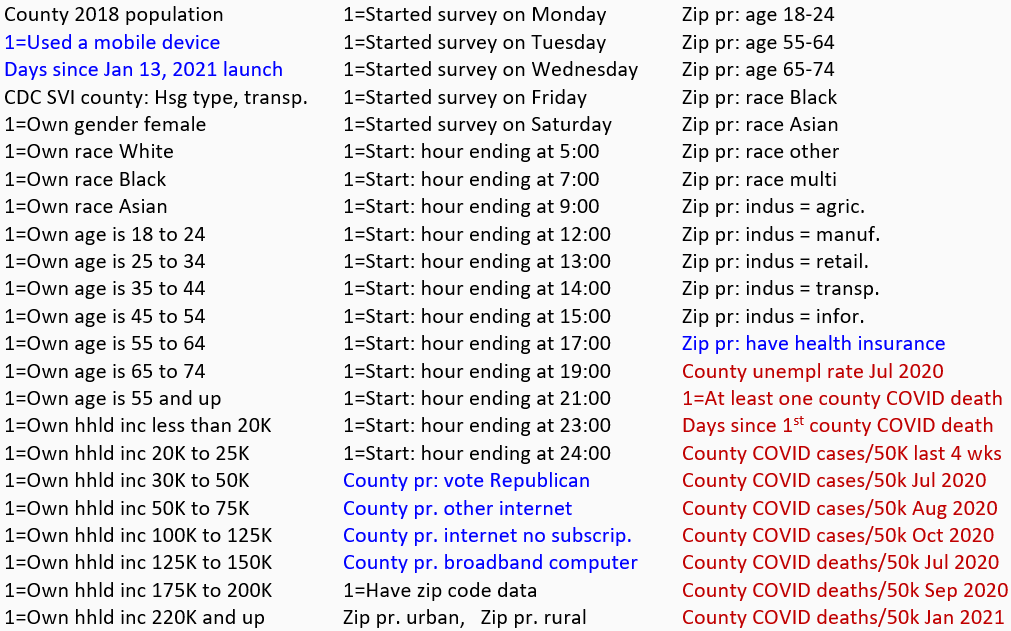 County 2018 population
1=Used a mobile device
Days since Jan 13, 2021 launch
CDC SVI county: Hsg type, transp.
1=Own gender female
1=Own race White
1=Own race Black
1=Own race Asian
1=Own age is 18 to 24
1=Own age is 25 to 34
1=Own age is 35 to 44
1=Own age is 45 to 54
1=Own age is 55 to 64
1=Own age is 65 to 74
1=Own age is 55 and up
1=Own hhld inc less than 20K
1=Own hhld inc 20K to 25K
1=Own hhld inc 30K to 50K
1=Own hhld inc 50K to 75K
1=Own hhld inc 100K to 125K
1=Own hhld inc 125K to 150K
1=Own hhld inc 175K to 200K
1=Own hhld inc 220K and up
1=Started survey on Monday
1=Started survey on Tuesday
1=Started survey on Wednesday
1=Started survey on Friday
1=Started survey on Saturday
1=Start: hour ending at 5:00
1=Start: hour ending at 7:00
1=Start: hour ending at 9:00
1=Start: hour ending at 12:00
1=Start: hour ending at 13:00
1=Start: hour ending at 14:00
1=Start: hour ending at 15:00
1=Start: hour ending at 17:00
1=Start: hour ending at 19:00
1=Start: hour ending at 21:00
1=Start: hour ending at 23:00
1=Start: hour ending at 24:00
County pr: vote Republican
County pr. other internet
County pr. internet no subscrip.
County pr. broadband computer
1=Have zip code data
Zip pr. urban, Zip pr. rural
Zip pr: age 18-24
Zip pr: age 55-64
Zip pr: age 65-74
Zip pr: race Black
Zip pr: race Asian
Zip pr: race other
Zip pr: race multi
Zip pr: indus = agric.
Zip pr: indus = manuf.
Zip pr: indus = retail.
Zip pr: indus = transp.
Zip pr: indus = infor.
Zip pr: have health insurance
County unempl rate Jul 2020
1=At least one county COVID death
Days since 1st county COVID death
County COVID cases/50K last 4 wks
County COVID cases/50k Jul 2020
County COVID cases/50k Aug 2020
County COVID cases/50k Oct 2020
County COVID deaths/50k Jul 2020
County COVID deaths/50k Sep 2020
County COVID deaths/50k Jan 2021